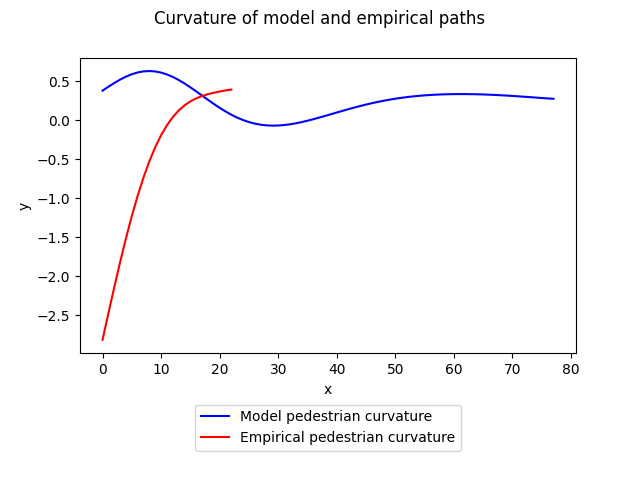 Curvature of model and empirical paths
0.5
0.0
−0.5
−1.0
−1.5
−2.0
−2.5
y
0 10 20 30 40 50 60 70 80
x
Model pedestrian curvature
Empirical pedestrian curvature